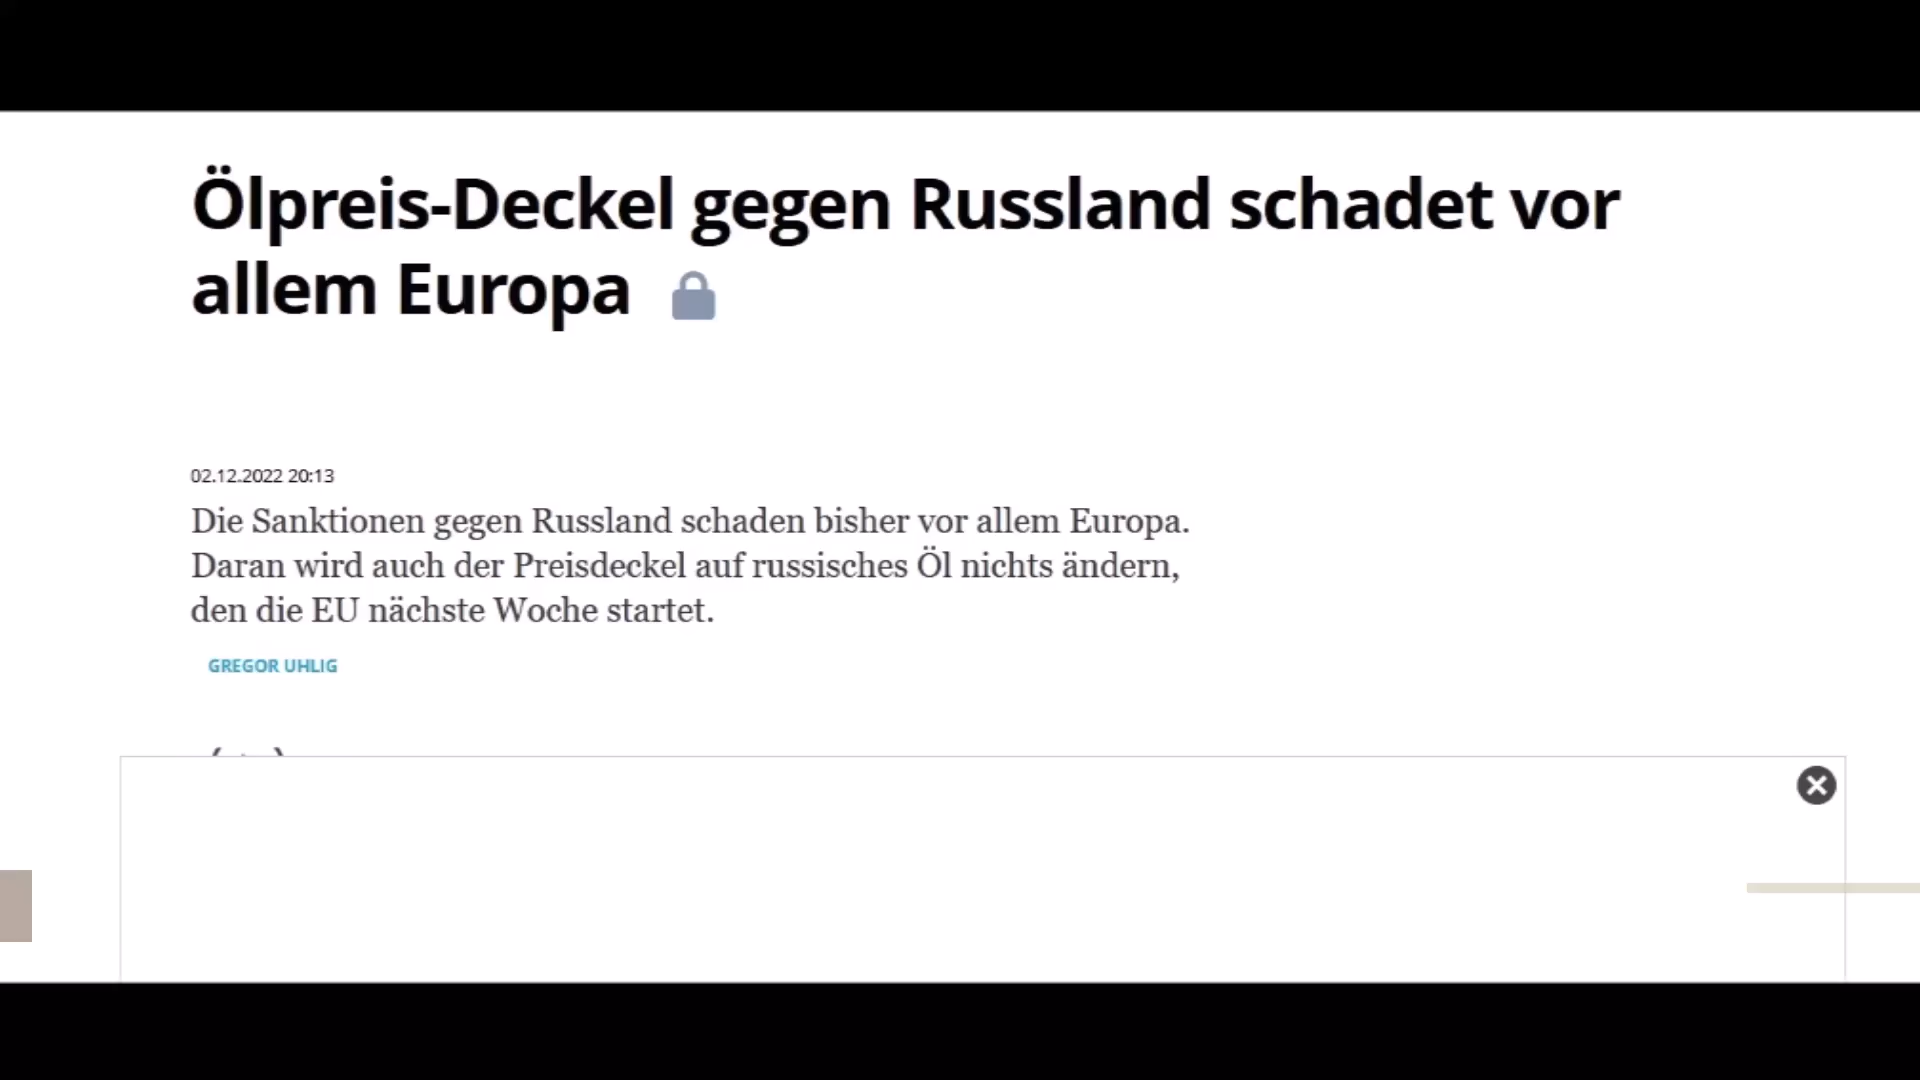 Ölpreis-Deckel gegen Russland schadet vor
allem Europa
02.12.2022 20:13
Die Sanktionen gegen Russland schaden bisher vor allem Europa.
Daran wird auch der Preisdeckel auf russisches Öl nichts ändern,
den die EU nächste Woche startet.
GREGOR UHLIG